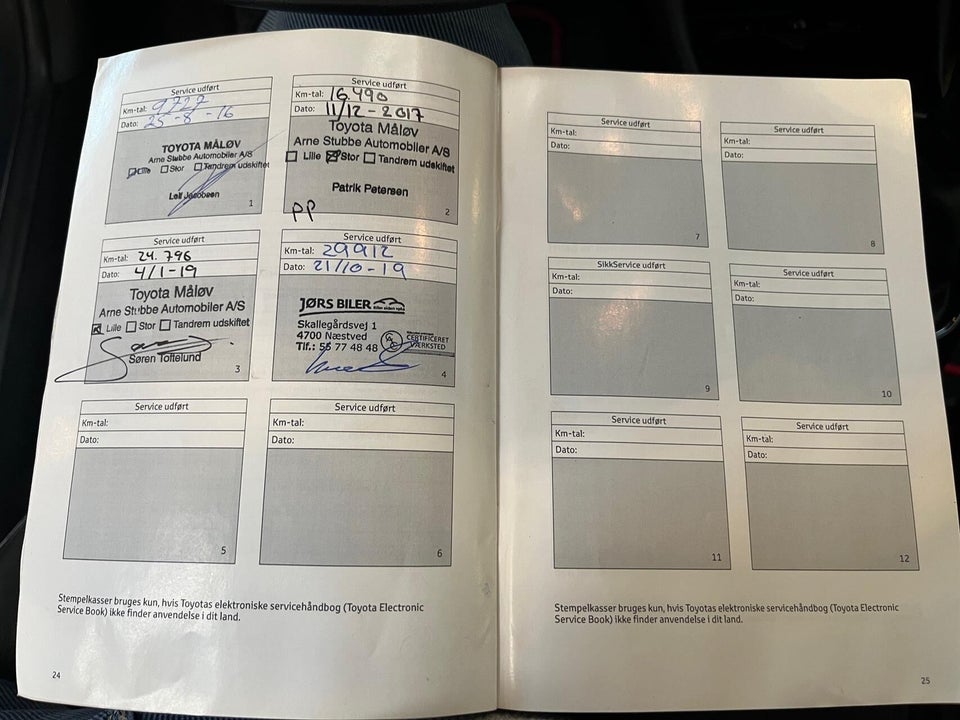 Service udført
Km-tal: 9727
Dato: 25-8-16
TOYOTA MÅLØV
Arne Stubbe Automobiler A/S
Lille Stor Tandrem udskiftet
Leif Jacobsen
1
Service udført
Km-tal: 16.490
Dato: 11/12-2017
Toyota Måløv
Arne Stubbe Automobiler A/S
Lille Stor Tandrem udskiftet
Patrik Petersen
PP
2
Service udført
Km-tal: 24.796
Dato: 4/1-19
Toyota Måløv
Arne Stubbe Automobiler A/S
Lille Stor Tandrem udskiftet
Søren Toftelund
3
Service udført
Km-tal: 29912
Dato: 21/10-19
JØRS BILER
Skallegårdsvej 1
4700 Næstved
Tlf.: 55 77 48 48
CERTIFICERET
VÆRKSTED
4
Service udført
Km-tal:
Dato:
5
Service udført
Km-tal:
Dato:
6
Stempelkasser bruges kun, hvis Toyotas elektroniske servicehåndbog (Toyota Electronic
Service Book) ikke finder anvendelse i dit land.
24
Service udført
Km-tal:
Dato:
7
Service udført
Km-tal:
Dato:
8
SikkService udført
Km-tal:
Dato:
9
Service udført
Km-tal:
Dato:
10
Service udført
Km-tal:
Dato:
11
Service udført
Km-tal:
Dato:
12
Stempelkasser bruges kun, hvis Toyotas elektroniske servicehåndbog (Toyota Electronic
Service Book) ikke finder anvendelse i dit land.
25